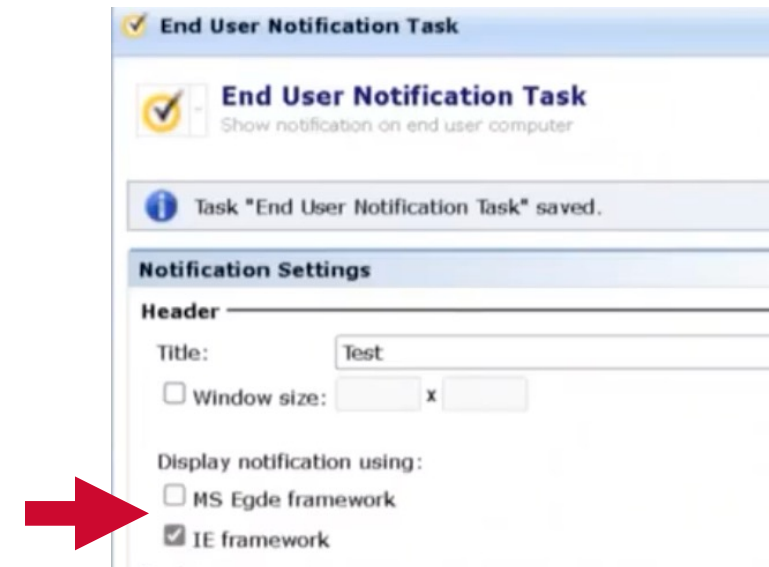 End User Notification Task
End User Notification Task
Show notification on end user computer
Task "End User Notification Task" saved.
Notification Settings
Header
Title: Test
Window size: x
Display notification using:
MS Egde framework
IE framework